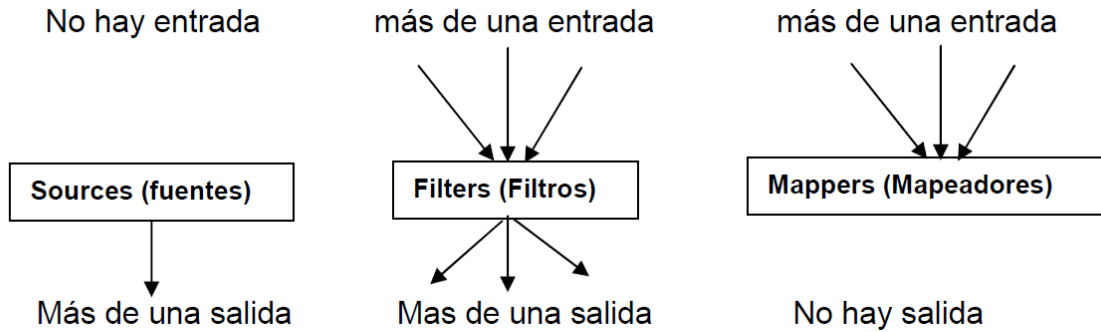 No hay entrada
más de una entrada
más de una entrada
Sources (fuentes)
Filters (Filtros)
Mappers (Mapeadores)
Más de una salida
Mas de una salida
No hay salida